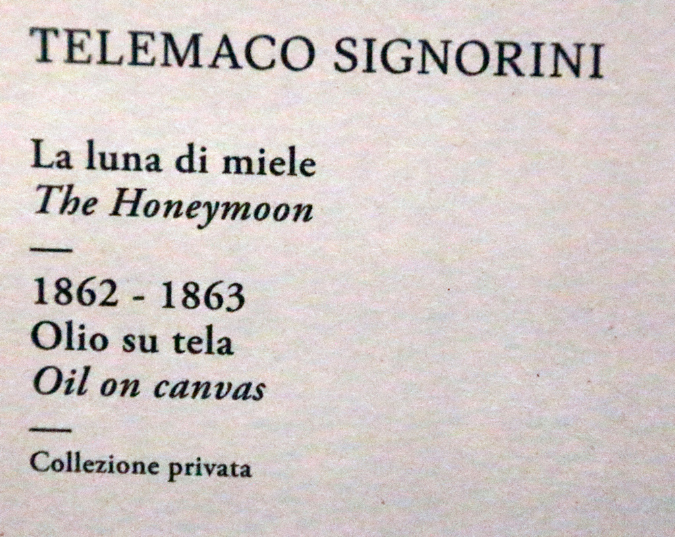 TELEMACO SIGNORINI
La luna di miele
The Honeymoon
1862 - 1863
Olio su tela
Oil on canvas
Collezione privata